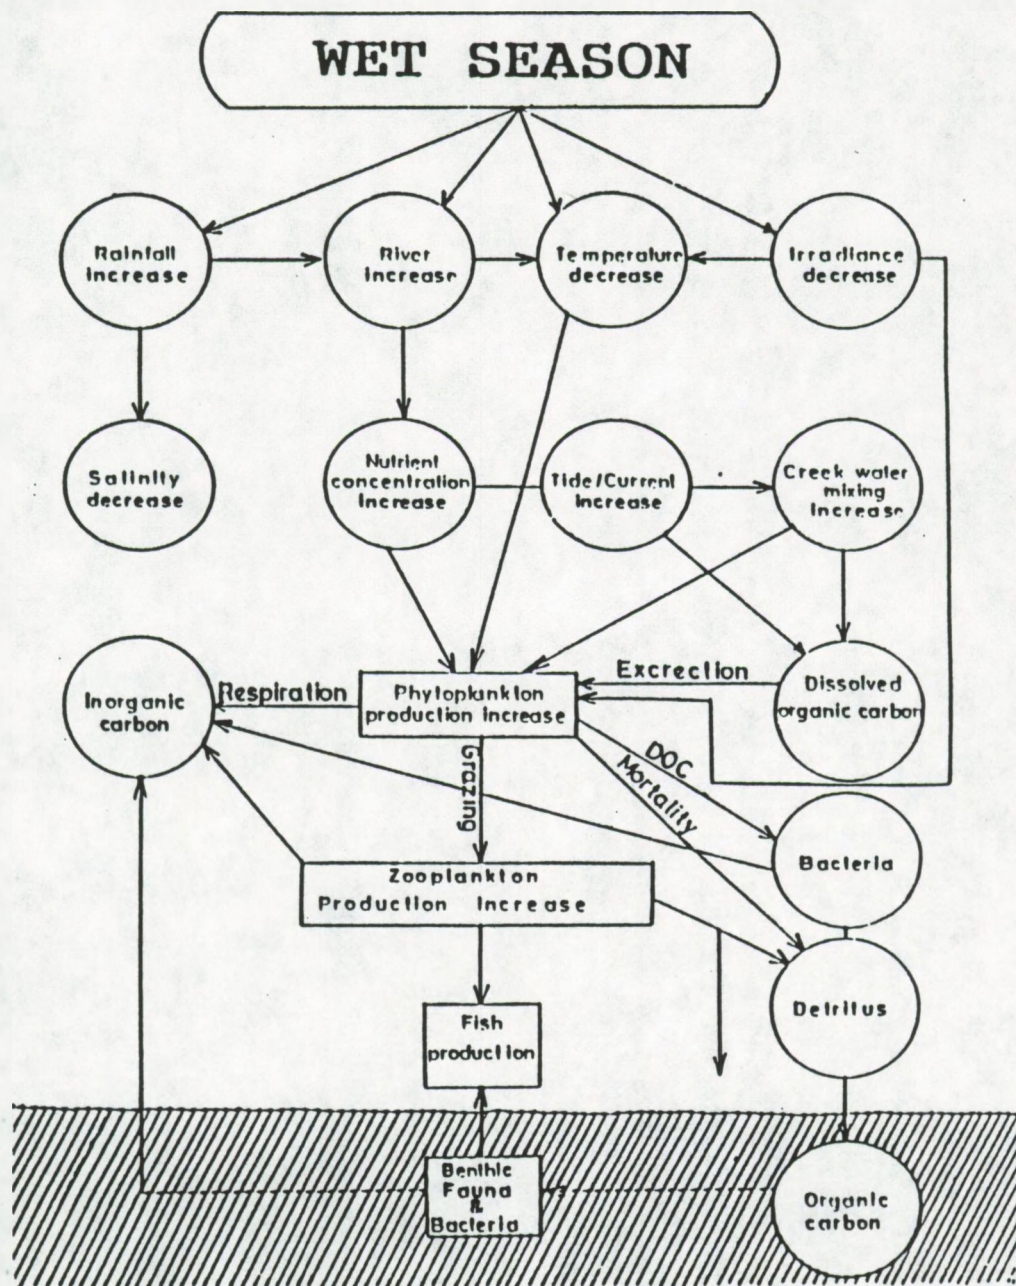 WET SEASON
Rainfall
Increase
River
Increase
Temperature
decrease
Irradiance
decrease
Salinity
decrease
Nutrient
concentration
Increase
Tide/Current
Increase
Creek water
mixing
Increase
Inorganic
carbon
Respiration
Phytoplankton
production increase
Excrection
Dissolved
organic carbon
Grazing
DOC
Mortality
Bacteria
Zooplankton
Production Increase
Detritus
Fish
production
Benthic
Fauna
&
Bacteria
Organic
carbon